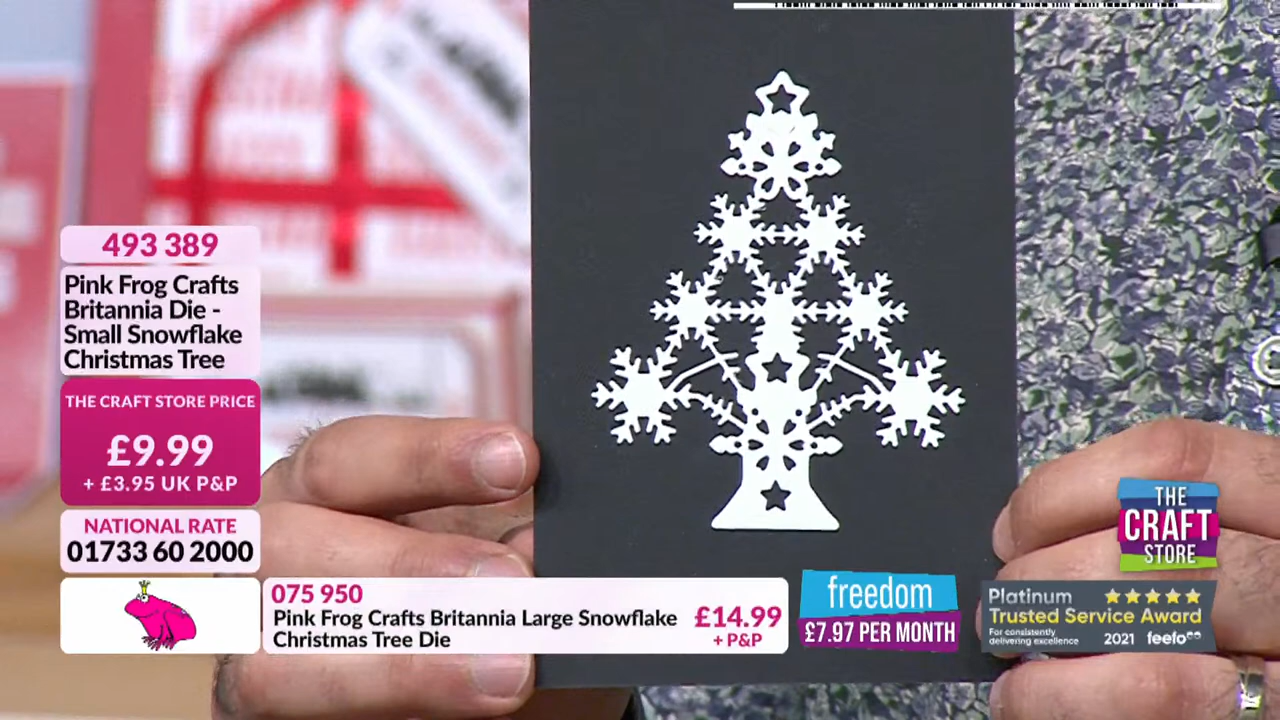 493 389
Pink Frog Crafts
Britannia Die -
Small Snowflake
Christmas Tree
THE CRAFT STORE PRICE
£9.99
+ £3.95 UK P&P
NATIONAL RATE
01733 60 2000
075 950
Pink Frog Crafts Britannia Large Snowflake
Christmas Tree Die
£14.99
+ P&P
freedom
£7.97 PER MONTH
THE
CRAFT
STORE
Platinum
Trusted Service Award
For consistently
delivering excellence
2021 feefo